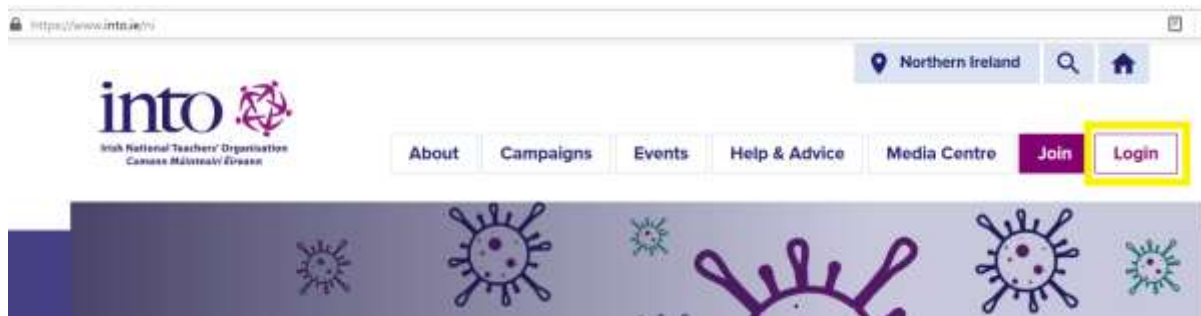 https://www.into.ie/ni
Northern Ireland
into
Irish National Teachers' Organisation
Cumann Múinteoirí Éireann
About Campaigns Events Help & Advice Media Centre Join Login